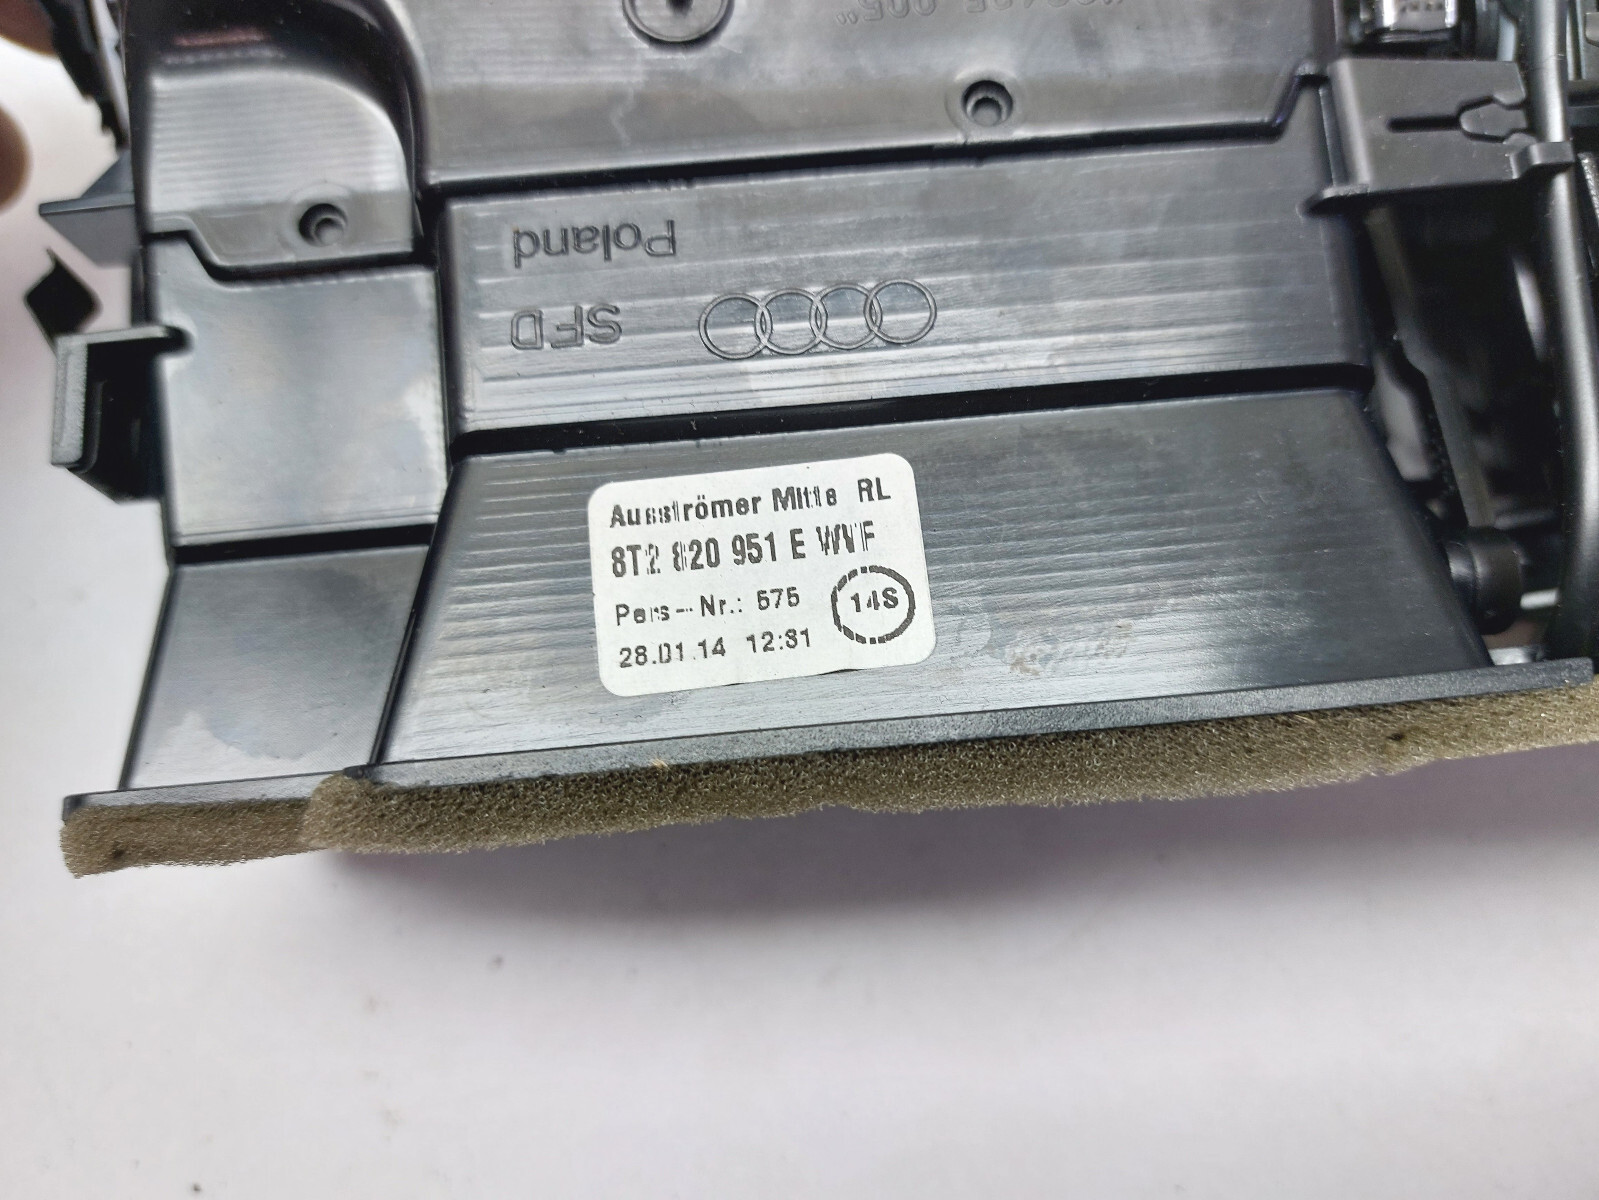 Poland
SFD
Ausströmer Mitte RL
8T2 820 951 E WVF
Pers-Nr.: 575
14S
28.01.14 12:31